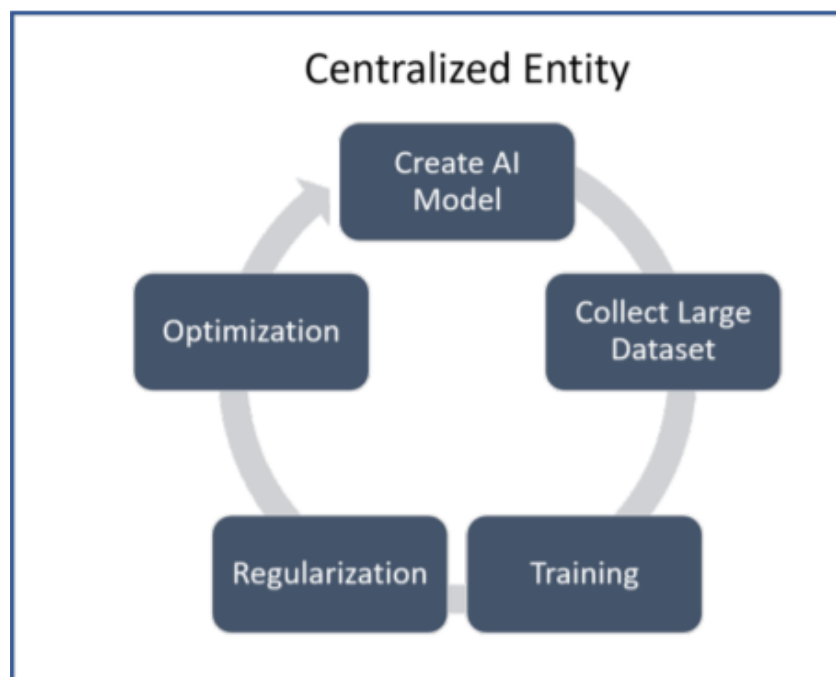 Centralized Entity
Create AI
Model
Collect Large
Dataset
Training
Regularization
Optimization